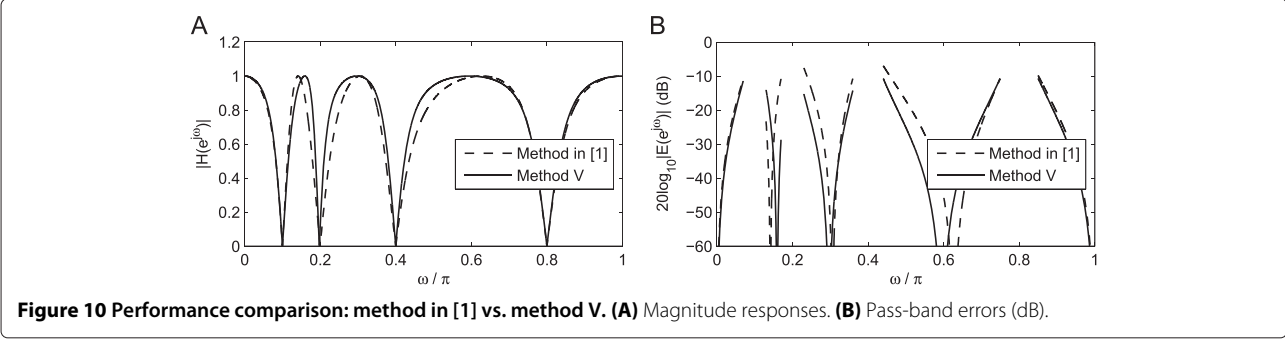 A
1.2
1
0.8
0.6
0.4
0.2
0
|H(e^{jω})|
Method in [1]
Method V
0 0.2 0.4 0.6 0.8 1
ω / π
B
0
−10
−20
−30
−40
−50
−60
20log₁₀|E(e^{jω})| (dB)
Method in [1]
Method V
0 0.2 0.4 0.6 0.8 1
ω / π
Figure 10 Performance comparison: method in [1] vs. method V. (A) Magnitude responses. (B) Pass-band errors (dB).